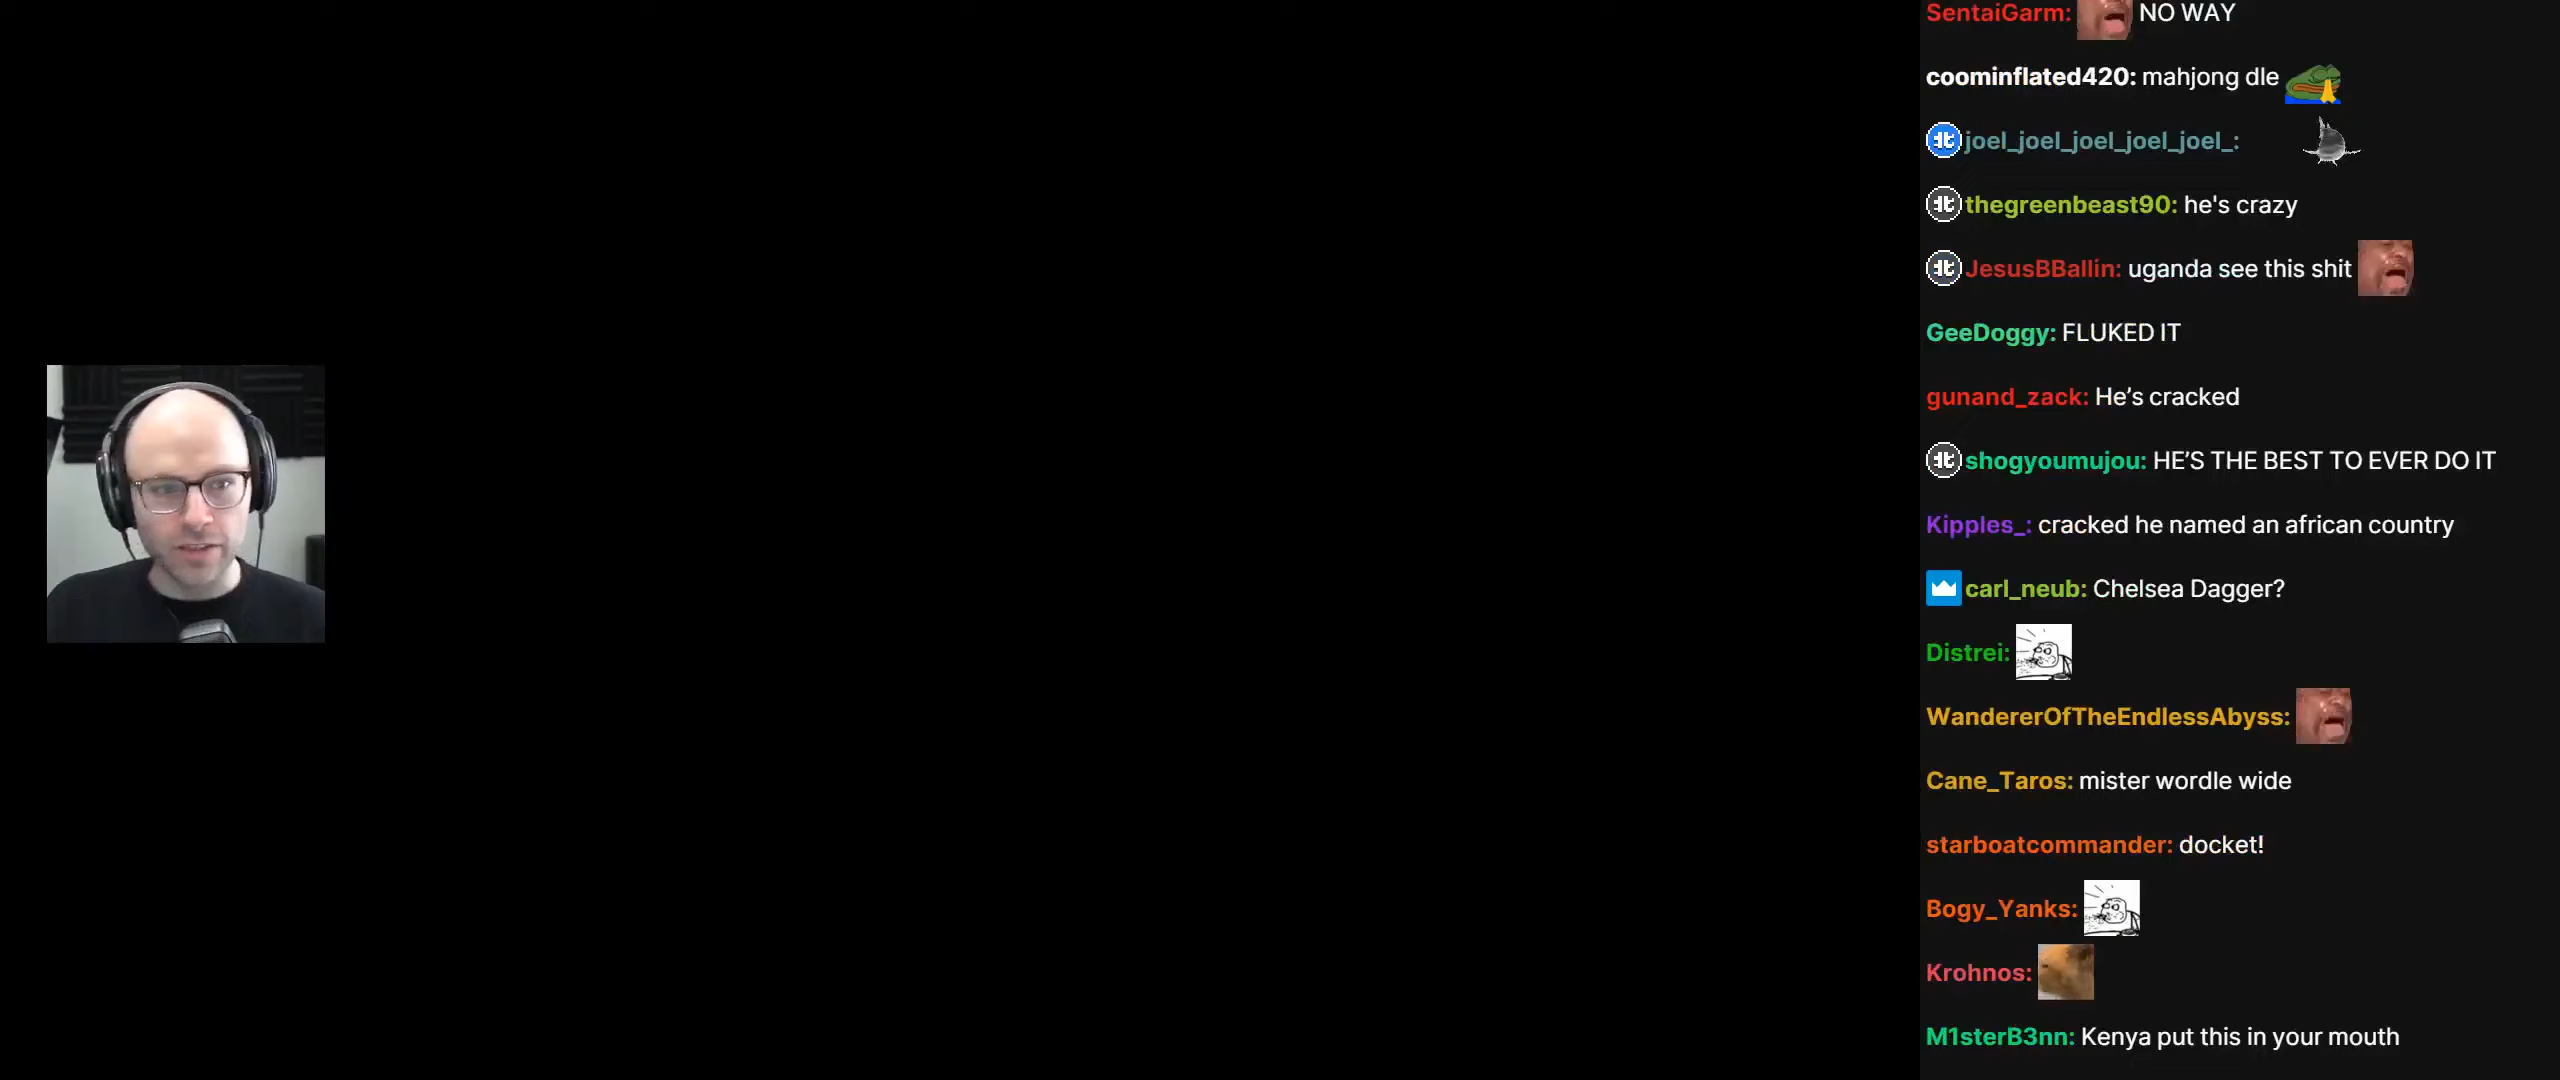 SentaiGarm: NO WAY
coominflated420: mahjong dle
joel_joel_joel_joel_joel_:
thegreenbeast90: he's crazy
JesusBBallin: uganda see this shit
GeeDoggy: FLUKED IT
gunand_zack: He’s cracked
shogyoumujou: HE’S THE BEST TO EVER DO IT
Kipples_: cracked he named an african country
carl_neub: Chelsea Dagger?
Distrei:
WandererOfTheEndlessAbyss:
Cane_Taros: mister wordle wide
starboatcommander: docket!
Bogy_Yanks:
Krohnos:
M1sterB3nn: Kenya put this in your mouth